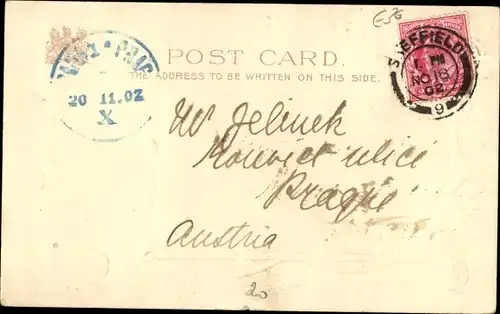 E56
POST CARD.
THE ADDRESS TO BE WRITTEN ON THIS SIDE.
SHEFFIELD
NO 18
02
9
20 11.02
X
Jelinek
ulici
Prague
Austria
20